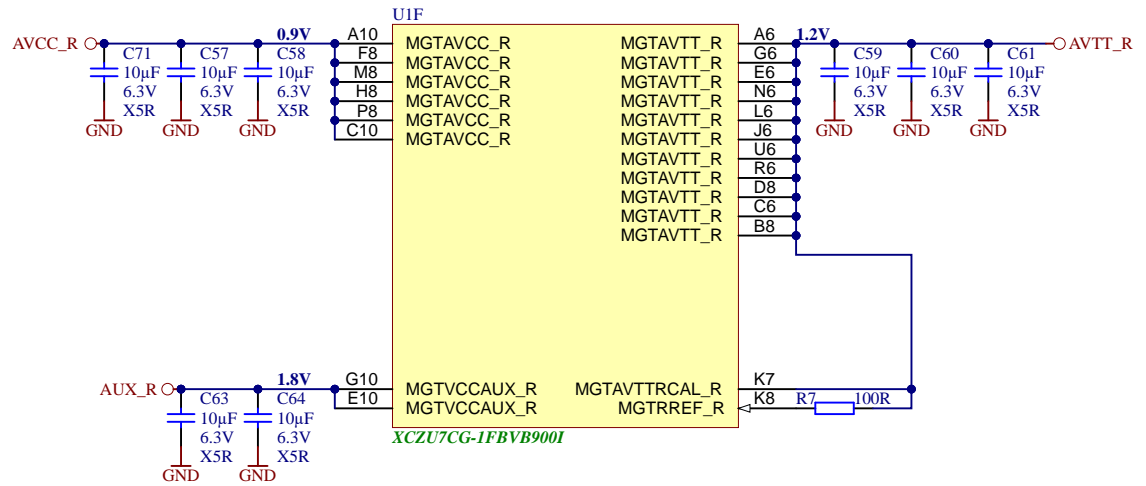 U1F
AVCC_R
0.9V
C71
10µF
6.3V
X5R
GND
C57
10µF
6.3V
X5R
GND
C58
10µF
6.3V
X5R
GND
A10 MGTAVCC_R
F8 MGTAVCC_R
M8 MGTAVCC_R
H8 MGTAVCC_R
P8 MGTAVCC_R
C10 MGTAVCC_R
MGTAVTT_R A6
MGTAVTT_R G6
MGTAVTT_R E6
MGTAVTT_R N6
MGTAVTT_R L6
MGTAVTT_R J6
MGTAVTT_R U6
MGTAVTT_R R6
MGTAVTT_R D8
MGTAVTT_R C6
MGTAVTT_R B8
1.2V
AVTT_R
C59
10µF
6.3V
X5R
GND
C60
10µF
6.3V
X5R
GND
C61
10µF
6.3V
X5R
GND
AUX_R
1.8V
C63
10µF
6.3V
X5R
GND
C64
10µF
6.3V
X5R
GND
G10 MGTVCCAUX_R
E10 MGTVCCAUX_R
MGTAVTTRCAL_R K7
MGTRREF_R K8
R7 100R
XCZU7CG-1FBVB900I